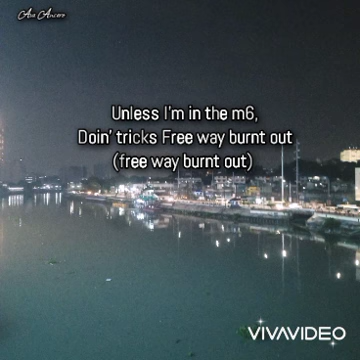 Unless I'm in the m6,
Doin' tricks Free way burnt out
(free way burnt out)
VIVAVIDEO